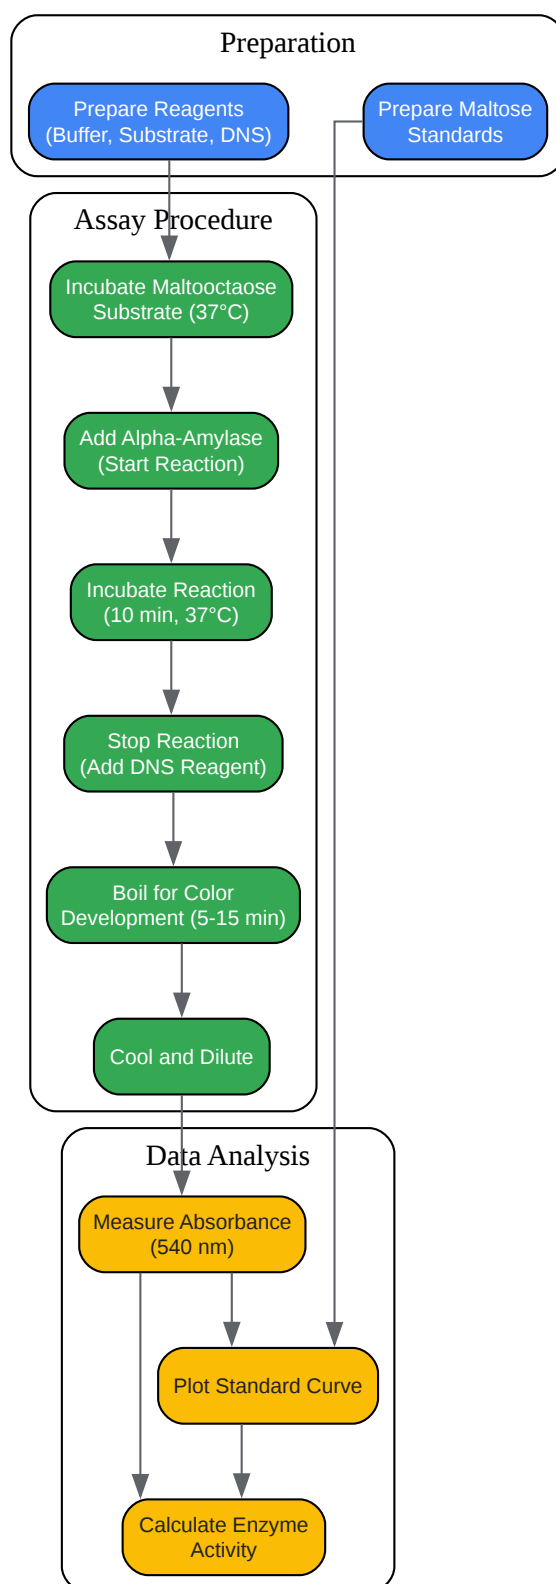 Preparation
Prepare Reagents
(Buffer, Substrate, DNS)
Prepare Maltose
Standards
Assay Procedure
Incubate Maltooctaose
Substrate (37°C)
Add Alpha-Amylase
(Start Reaction)
Incubate Reaction
(10 min, 37°C)
Stop Reaction
(Add DNS Reagent)
Boil for Color
Development (5-15 min)
Cool and Dilute
Data Analysis
Measure Absorbance
(540 nm)
Plot Standard Curve
Calculate Enzyme
Activity